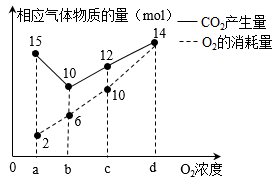 相应气体物质的量（mol）
CO₂产生量
O₂的消耗量
15
10
12
14
2
6
10
0
a
b
c
d
O₂浓度